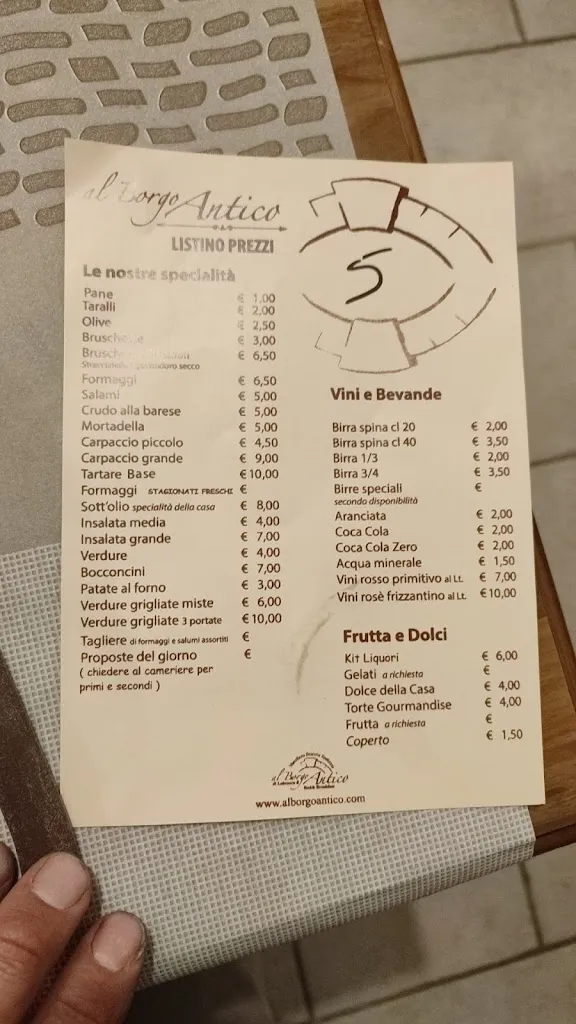 al Borgo Antico
LISTINO PREZZI
5
Le nostre specialità
Pane € 1,00
Taralli € 2,00
Olive € 2,50
€ 3,00
€ 6,50
secco
Formaggi € 6,50
Salami € 5,00
Crudo alla barese € 5,00
Mortadella € 5,00
Carpaccio piccolo € 4,50
Carpaccio grande € 9,00
Tartare Base €10,00
Formaggi STAGIONATI FRESCHI €
Sott'olio specialità della casa € 8,00
Insalata media € 4,00
Insalata grande € 7,00
Verdure € 4,00
Bocconcini € 7,00
Patate al forno € 3,00
Verdure grigliate miste € 6,00
Verdure grigliate 3 portate €10,00
Tagliere di formaggi e salumi assortiti €
Proposte del giorno €
( chiedere al cameriere per
primi e secondi )
Vini e Bevande
Birra spina cl 20 € 2,00
Birra spina cl 40 € 3,50
Birra 1/3 € 2,00
Birra 3/4 € 3,50
Birre speciali €
secondo disponibilità
Aranciata € 2,00
Coca Cola € 2,00
Coca Cola Zero € 2,00
Acqua minerale € 1,50
Vini rosso primitivo al Lt. € 7,00
Vini rosè frizzantino al Lt. €10,00
Frutta e Dolci
Kit Liquori € 6,00
Gelati a richiesta €
Dolce della Casa € 4,00
Torte Gourmandise € 4,00
Frutta a richiesta €
Coperto € 1,50
al Borgo Antico
www.alborgoantico.com